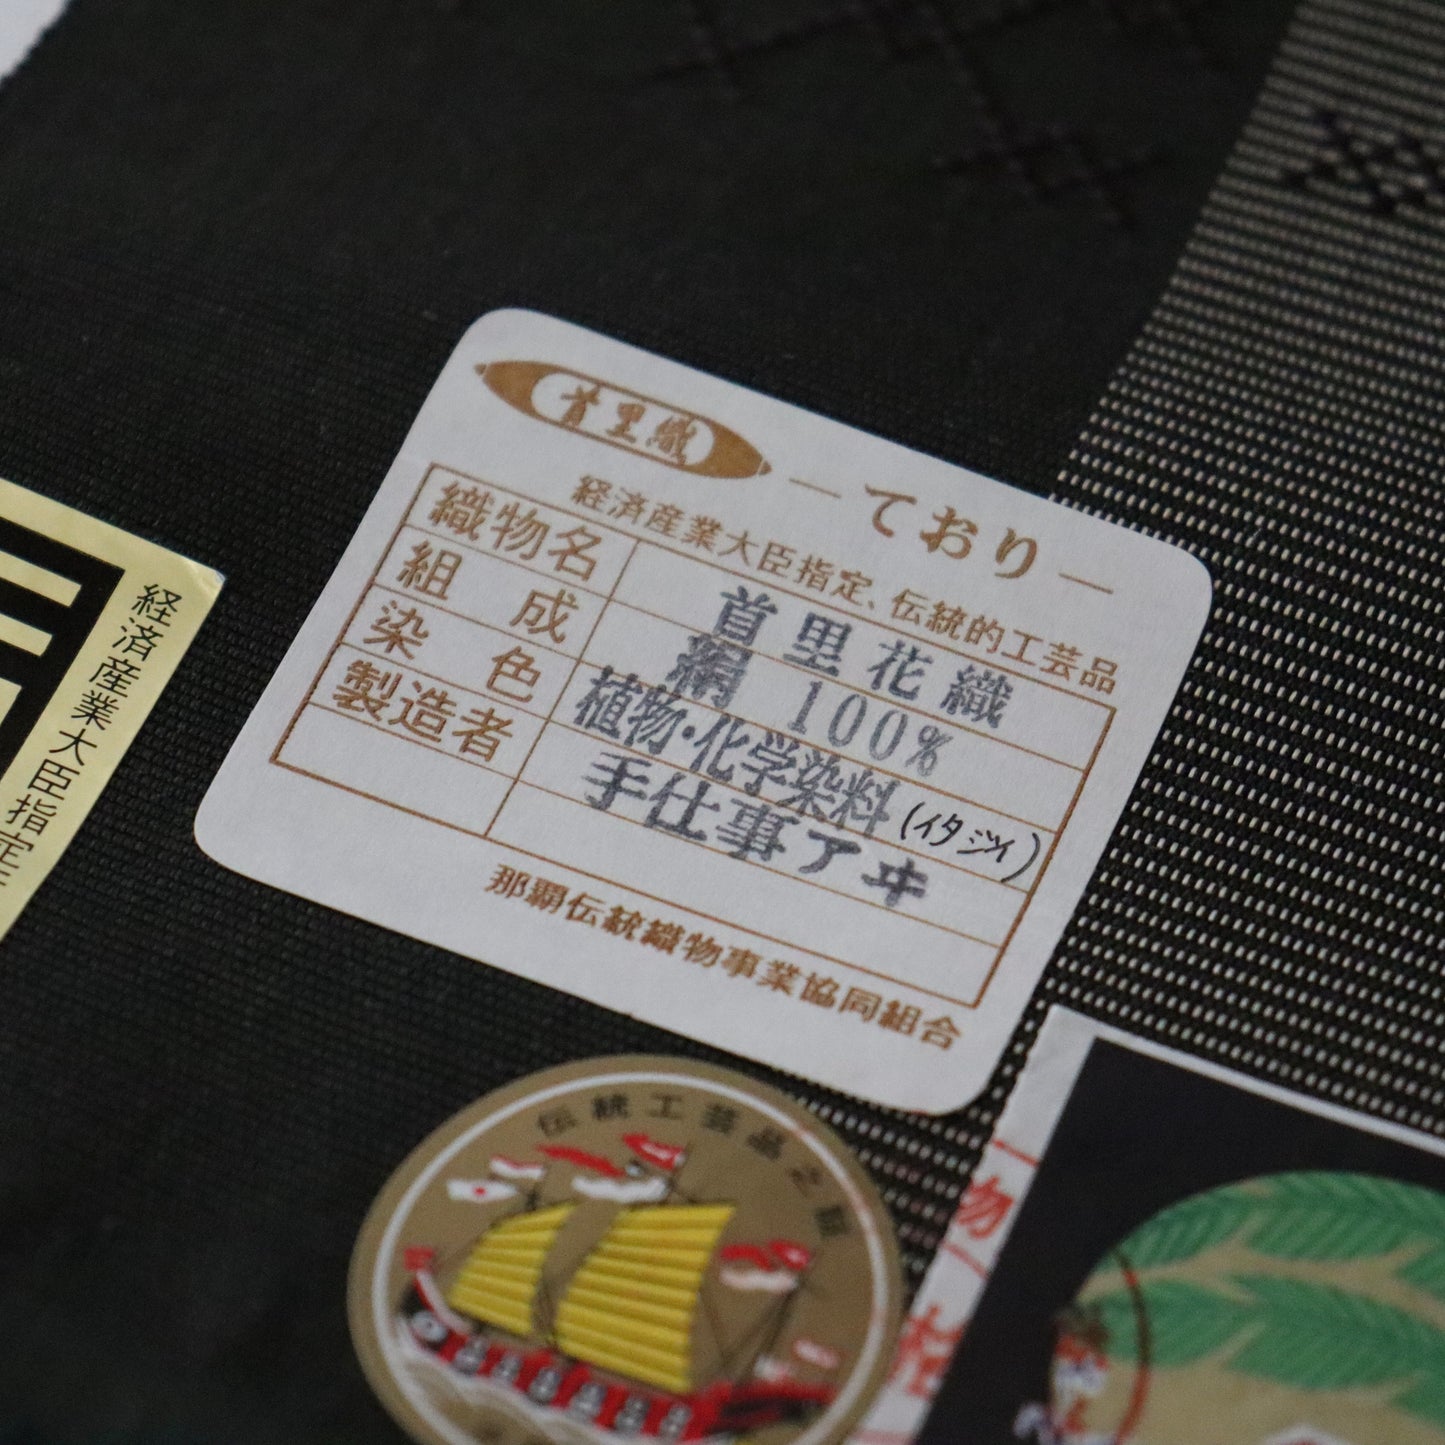 首里織
—ており—
経済産業大臣指定、伝統的工芸品
織物名 首里花織
組成 絹 100%
染色 植物・化学染料(イタジイ)
製造者 手仕事アヰ
那覇伝統織物事業協同組合
経済産業大臣指定
伝統工芸品之証
物